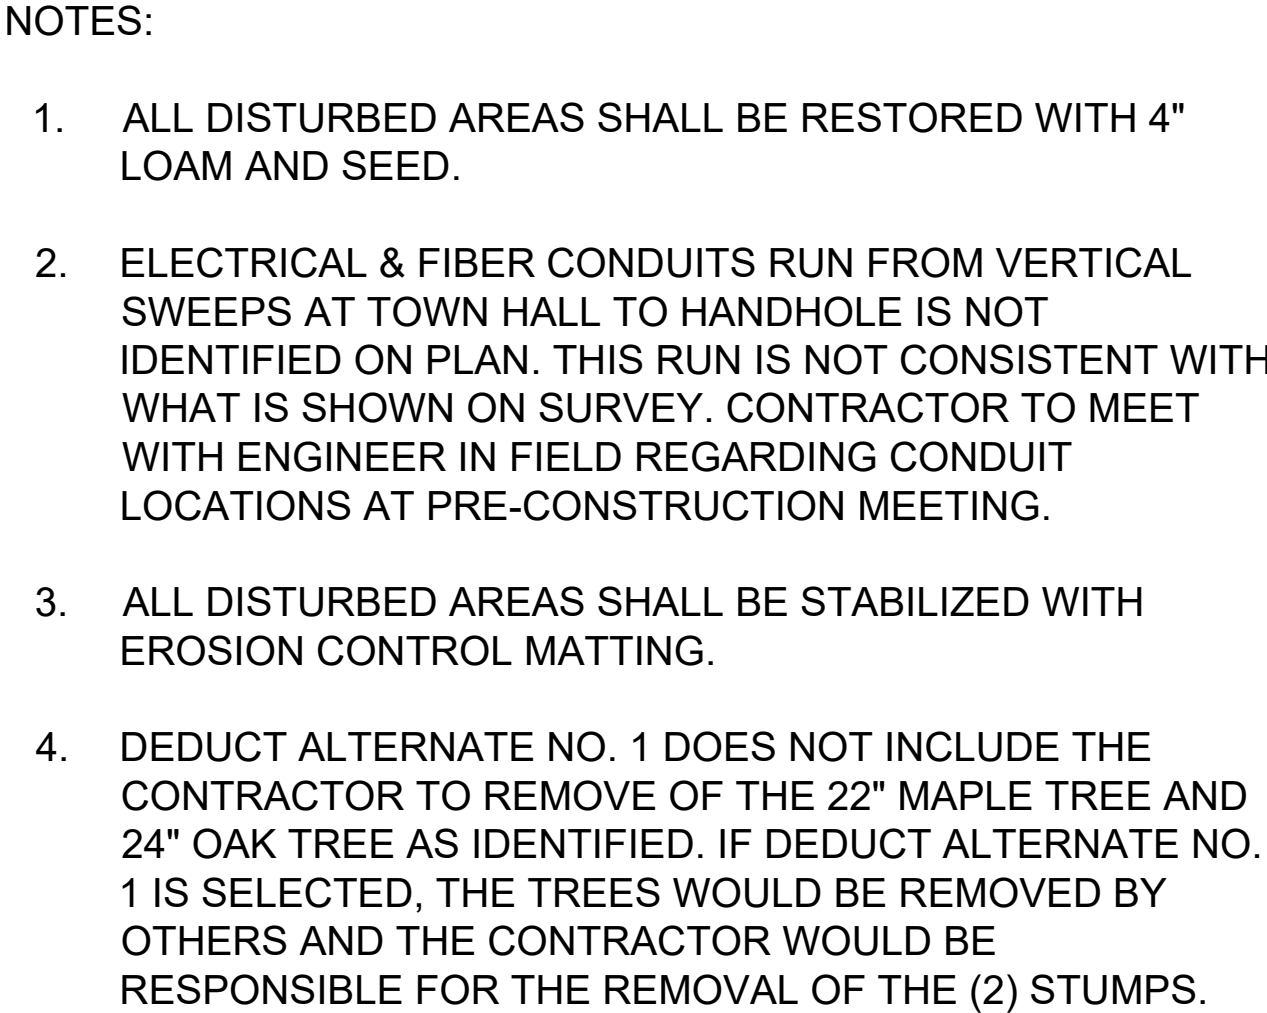 NOTES:
1. ALL DISTURBED AREAS SHALL BE RESTORED WITH 4"
LOAM AND SEED.
2. ELECTRICAL & FIBER CONDUITS RUN FROM VERTICAL
SWEEPS AT TOWN HALL TO HANDHOLE IS NOT
IDENTIFIED ON PLAN. THIS RUN IS NOT CONSISTENT WITH
WHAT IS SHOWN ON SURVEY. CONTRACTOR TO MEET
WITH ENGINEER IN FIELD REGARDING CONDUIT
LOCATIONS AT PRE-CONSTRUCTION MEETING.
3. ALL DISTURBED AREAS SHALL BE STABILIZED WITH
EROSION CONTROL MATTING.
4. DEDUCT ALTERNATE NO. 1 DOES NOT INCLUDE THE
CONTRACTOR TO REMOVE OF THE 22" MAPLE TREE AND
24" OAK TREE AS IDENTIFIED. IF DEDUCT ALTERNATE NO.
1 IS SELECTED, THE TREES WOULD BE REMOVED BY
OTHERS AND THE CONTRACTOR WOULD BE
RESPONSIBLE FOR THE REMOVAL OF THE (2) STUMPS.